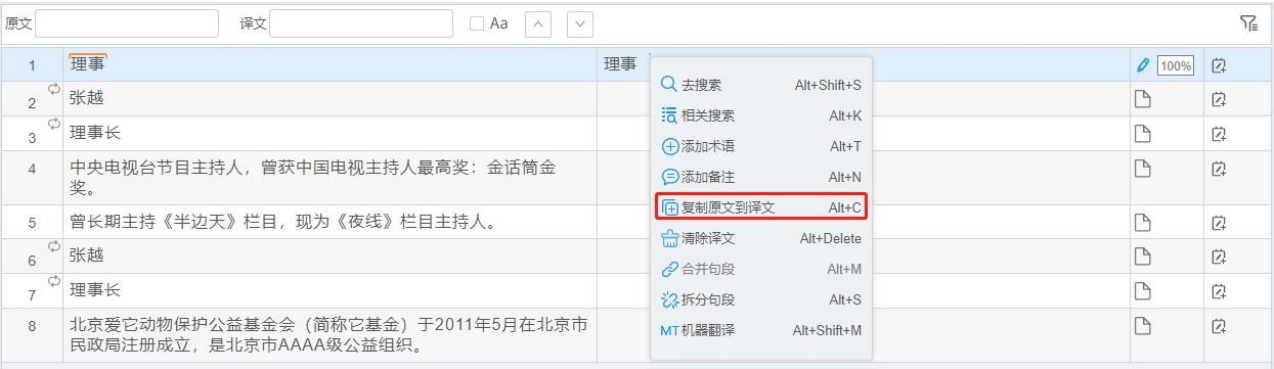 原文 译文 Aa
1 理事 理事 100%
2 张越
3 理事长
4 中央电视台节目主持人，曾获中国电视主持人最高奖：金话筒金
奖。
5 曾长期主持《半边天》栏目，现为《夜线》栏目主持人。
6 张越
7 理事长
8 北京爱它动物保护公益基金会（简称它基金）于2011年5月在北京市
民政局注册成立，是北京市AAAA级公益组织。
去搜索 Alt+Shift+S
相关搜索 Alt+K
添加术语 Alt+T
添加备注 Alt+N
复制原文到译文 Alt+C
清除译文 Alt+Delete
合并句段 Alt+M
拆分句段 Alt+S
MT 机器翻译 Alt+Shift+M